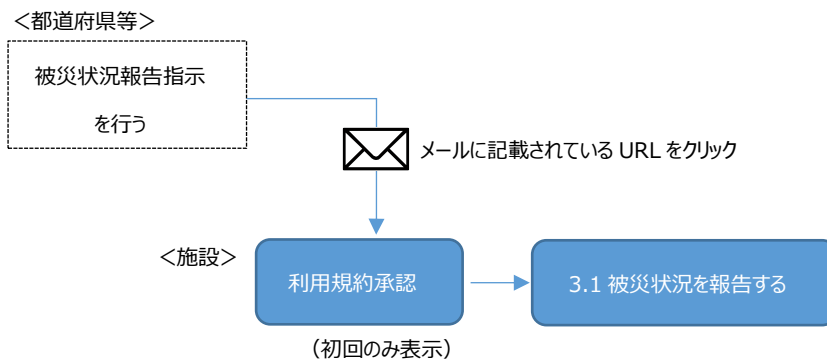 ＜都道府県等＞
被災状況報告指示
を行う
メールに記載されている URL をクリック
＜施設＞
利用規約承認
3.1 被災状況を報告する
（初回のみ表示）